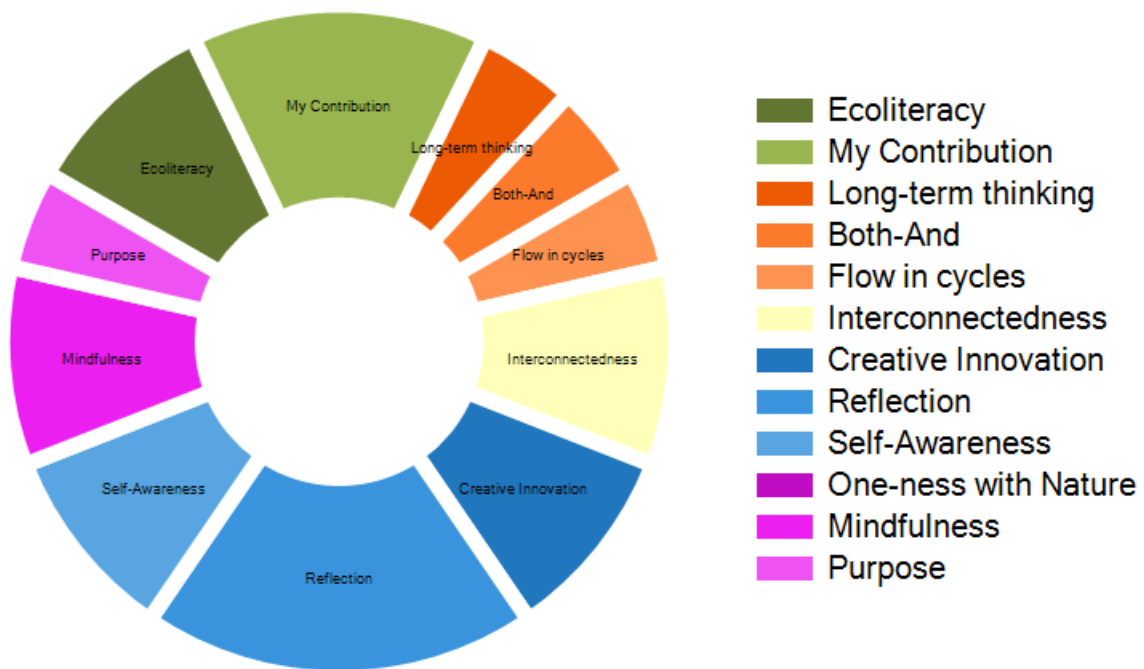 My Contribution
Long-term thinking
Ecoliteracy
Both-And
Purpose
Flow in cycles
Mindfulness
Interconnectedness
Self-Awareness
Creative Innovation
Reflection
Ecoliteracy
My Contribution
Long-term thinking
Both-And
Flow in cycles
Interconnectedness
Creative Innovation
Reflection
Self-Awareness
One-ness with Nature
Mindfulness
Purpose